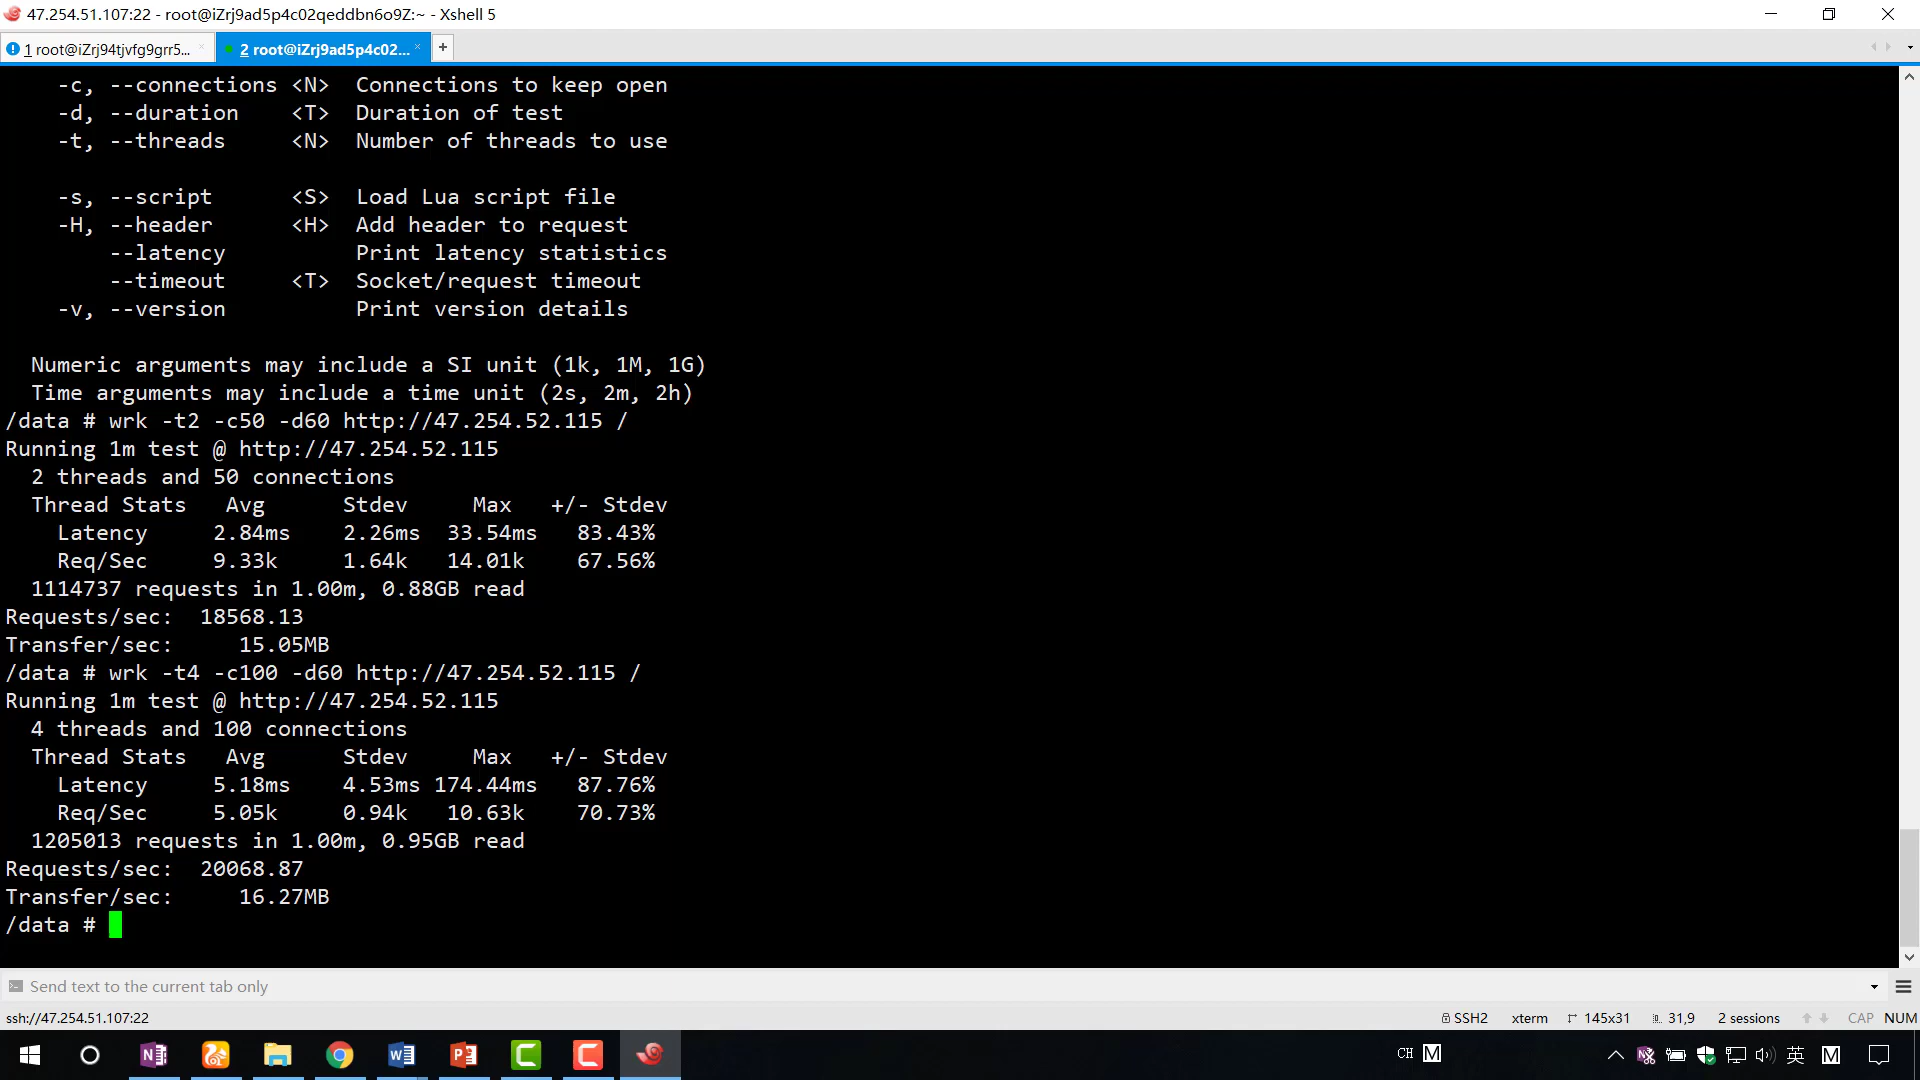 47.254.51.107:22 - root@iZrj9ad5p4c02qeddbn6o9Z:~ - Xshell 5
1 root@iZrj94tjvfg9grr5...
2 root@iZrj9ad5p4c02...
+
-c, --connections <N>  Connections to keep open
-d, --duration    <T>  Duration of test
-t, --threads     <N>  Number of threads to use
-s, --script      <S>  Load Lua script file
-H, --header      <H>  Add header to request
--latency          Print latency statistics
--timeout     <T>  Socket/request timeout
-v, --version          Print version details
Numeric arguments may include a SI unit (1k, 1M, 1G)
Time arguments may include a time unit (2s, 2m, 2h)
/data # wrk -t2 -c50 -d60 http://47.254.52.115 /
Running 1m test @ http://47.254.52.115
2 threads and 50 connections
Thread Stats   Avg      Stdev     Max   +/- Stdev
Latency     2.84ms    2.26ms  33.54ms   83.43%
Req/Sec     9.33k     1.64k   14.01k    67.56%
1114737 requests in 1.00m, 0.88GB read
Requests/sec:  18568.13
Transfer/sec:     15.05MB
/data # wrk -t4 -c100 -d60 http://47.254.52.115 /
Running 1m test @ http://47.254.52.115
4 threads and 100 connections
Thread Stats   Avg      Stdev     Max   +/- Stdev
Latency     5.18ms    4.53ms 174.44ms   87.76%
Req/Sec     5.05k     0.94k   10.63k    70.73%
1205013 requests in 1.00m, 0.95GB read
Requests/sec:  20068.87
Transfer/sec:     16.27MB
/data #
Send text to the current tab only
ssh://47.254.51.107:22
SSH2
xterm
145x31
31,9
2 sessions
CAP
NUM
CH
M
英
M